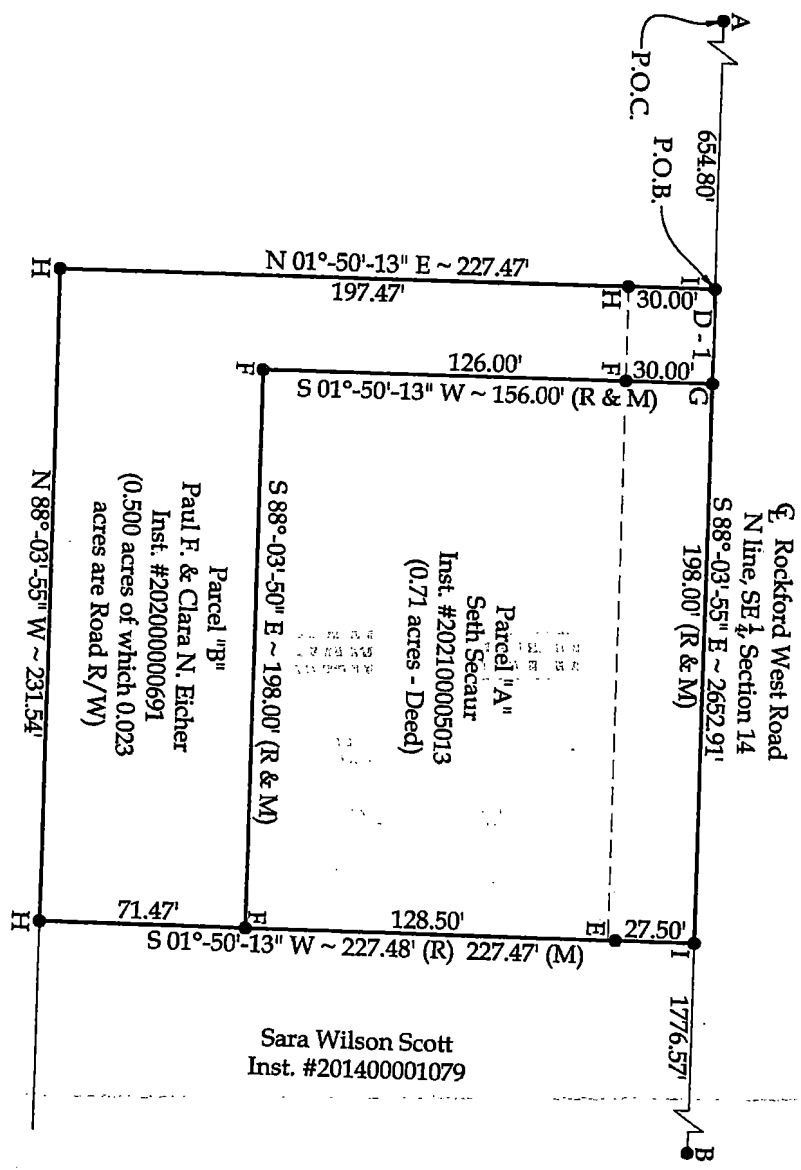 A
P.O.C.
654.80'
P.O.B.
I
D - 1
G
℄ Rockford West Road
N line, SE 1/4, Section 14
S 88°-03'-55" E ~ 2652.91'
198.00' (R & M)
I
1776.57'
B
N 01°-50'-13" E ~ 227.47'
197.47'
H
30.00'
126.00'
F
30.00'
S 01°-50'-13" W ~ 156.00' (R & M)
H
F
Parcel "A"
Seth Secaur
Inst. #202100005013
(0.71 acres - Deed)
S 88°-03'-50" E ~ 198.00' (R & M)
Parcel "B"
Paul F. & Clara N. Eicher
Inst. #202000000691
(0.500 acres of which 0.023
acres are Road R/W)
N 88°-03'-55" W ~ 231.54'
H
71.47'
F
128.50'
E
27.50'
S 01°-50'-13" W ~ 227.48' (R) 227.47' (M)
Sara Wilson Scott
Inst. #201400001079